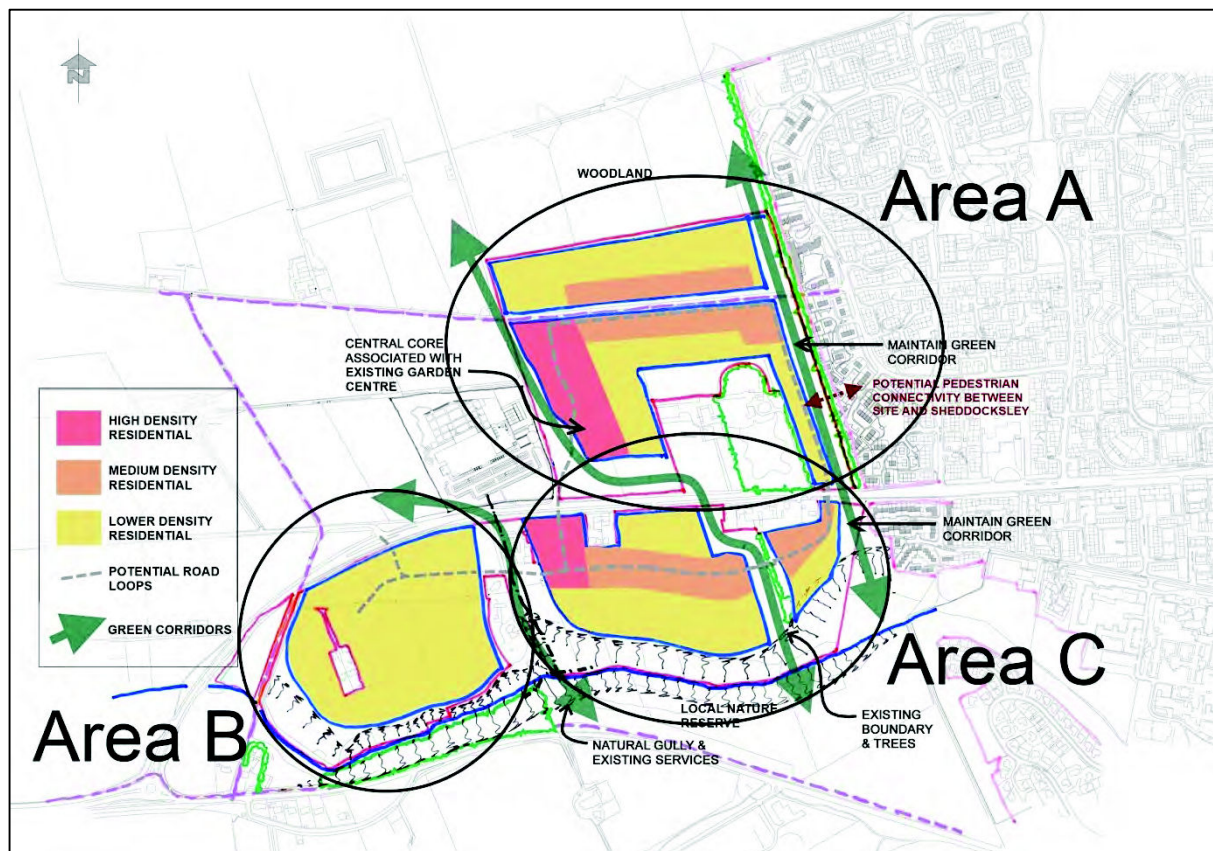 N
WOODLAND
Area A
CENTRAL CORE
ASSOCIATED WITH
EXISTING GARDEN
CENTRE
MAINTAIN GREEN
CORRIDOR
POTENTIAL PEDESTRIAN
CONNECTIVITY BETWEEN
SITE AND SHEDDOCKSLEY
HIGH DENSITY
RESIDENTIAL
MEDIUM DENSITY
RESIDENTIAL
LOWER DENSITY
RESIDENTIAL
POTENTIAL ROAD
LOOPS
GREEN CORRIDORS
MAINTAIN GREEN
CORRIDOR
Area C
Area B
LOCAL NATURE
RESERVE
EXISTING
BOUNDARY
& TREES
NATURAL GULLY &
EXISTING SERVICES